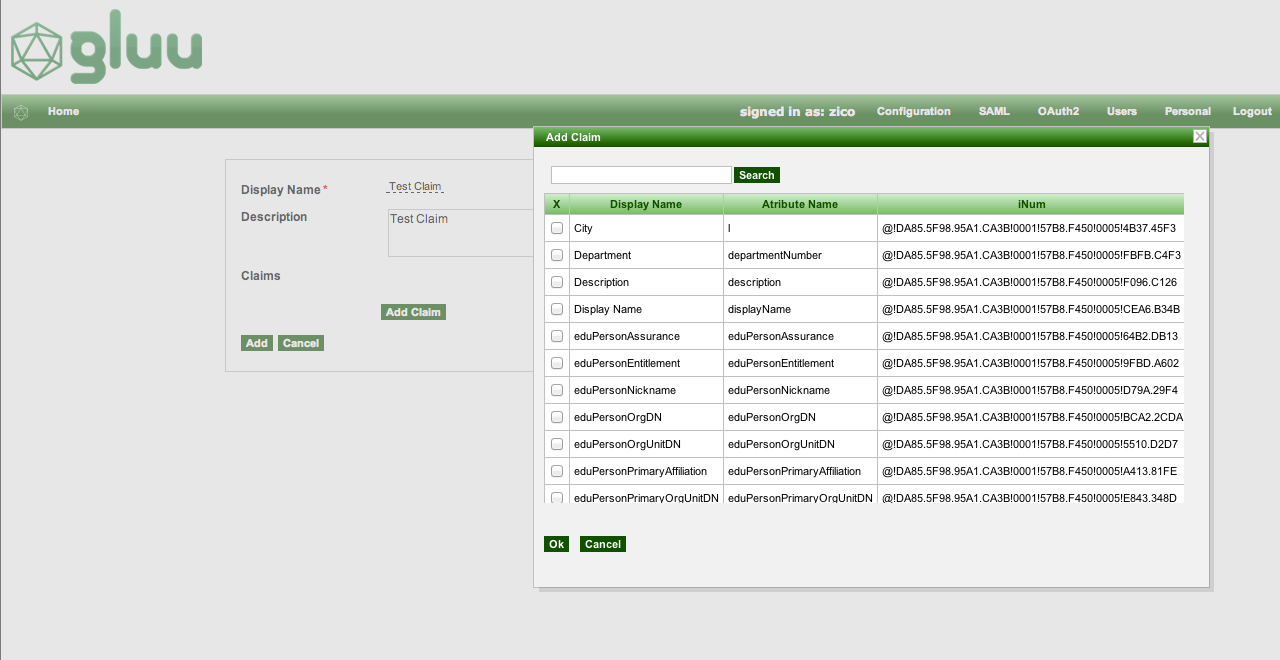 gluu
Home signed in as: zico Configuration SAML OAuth2 Users Personal Logout
Add Claim
Display Name* Test Claim
Description Test Claim
Claims
Add Claim
Add Cancel
Search
X Display Name Atribute Name iNum
City l @!DA85.5F98.95A1.CA3B!0001!57B8.F450!0005!4B37.45F3
Department departmentNumber @!DA85.5F98.95A1.CA3B!0001!57B8.F450!0005!FBFB.C4F3
Description description @!DA85.5F98.95A1.CA3B!0001!57B8.F450!0005!F096.C126
Display Name displayName @!DA85.5F98.95A1.CA3B!0001!57B8.F450!0005!CEA6.B34B
eduPersonAssurance eduPersonAssurance @!DA85.5F98.95A1.CA3B!0001!57B8.F450!0005!64B2.DB13
eduPersonEntitlement eduPersonEntitlement @!DA85.5F98.95A1.CA3B!0001!57B8.F450!0005!9FBD.A602
eduPersonNickname eduPersonNickname @!DA85.5F98.95A1.CA3B!0001!57B8.F450!0005!D79A.29F4
eduPersonOrgDN eduPersonOrgDN @!DA85.5F98.95A1.CA3B!0001!57B8.F450!0005!BCA2.2CDA
eduPersonOrgUnitDN eduPersonOrgUnitDN @!DA85.5F98.95A1.CA3B!0001!57B8.F450!0005!5510.D2D7
eduPersonPrimaryAffiliation eduPersonPrimaryAffiliation @!DA85.5F98.95A1.CA3B!0001!57B8.F450!0005!A413.81FE
eduPersonPrimaryOrgUnitDN eduPersonPrimaryOrgUnitDN @!DA85.5F98.95A1.CA3B!0001!57B8.F450!0005!E843.348D
Ok Cancel